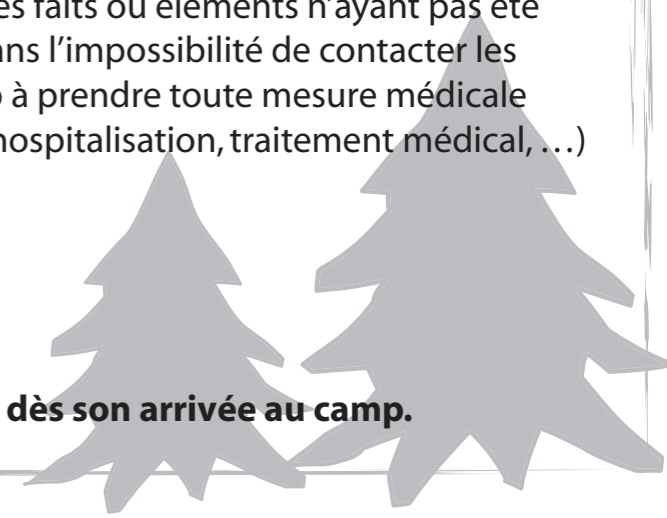 es faits ou éléments n'ayant pas été
ans l'impossibilité de contacter les
à prendre toute mesure médicale
hospitalisation, traitement médical, …)
dès son arrivée au camp.